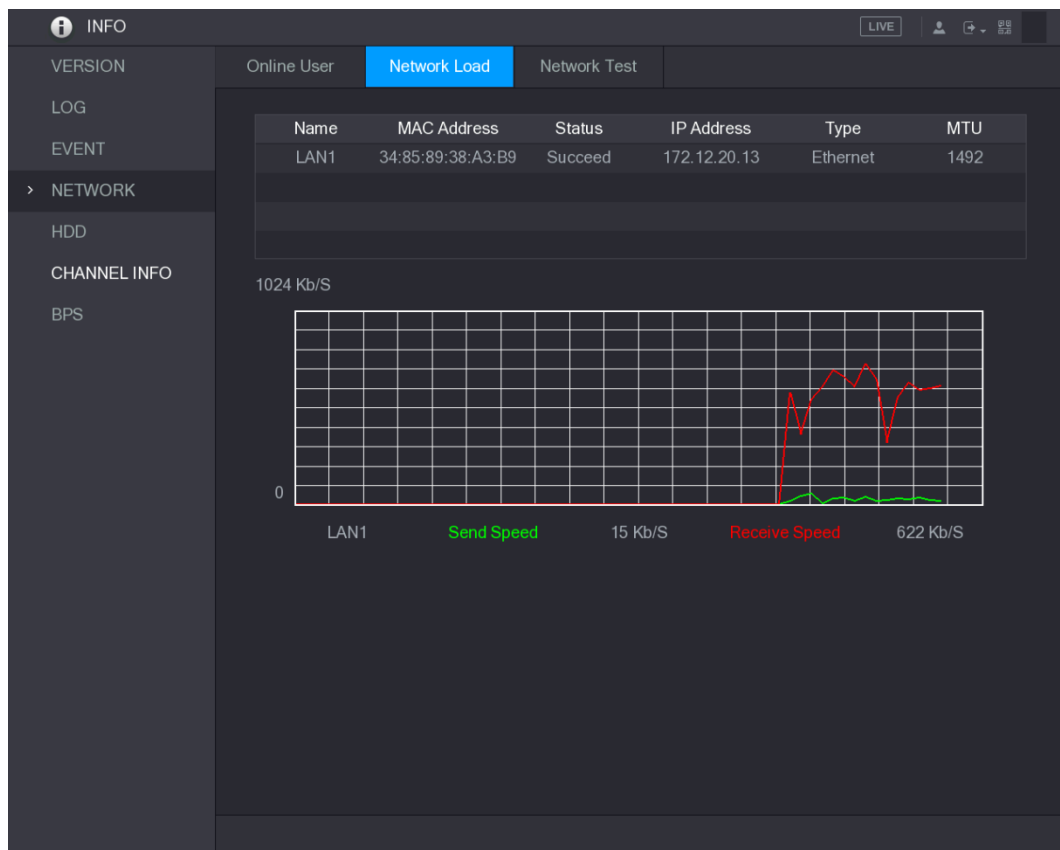 INFO
LIVE
VERSION
LOG
EVENT
> NETWORK
HDD
CHANNEL INFO
BPS
Online User Network Load Network Test
Name MAC Address Status IP Address Type MTU
LAN1 34:85:89:38:A3:B9 Succeed 172.12.20.13 Ethernet 1492
1024 Kb/S
0
LAN1 Send Speed 15 Kb/S Receive Speed 622 Kb/S